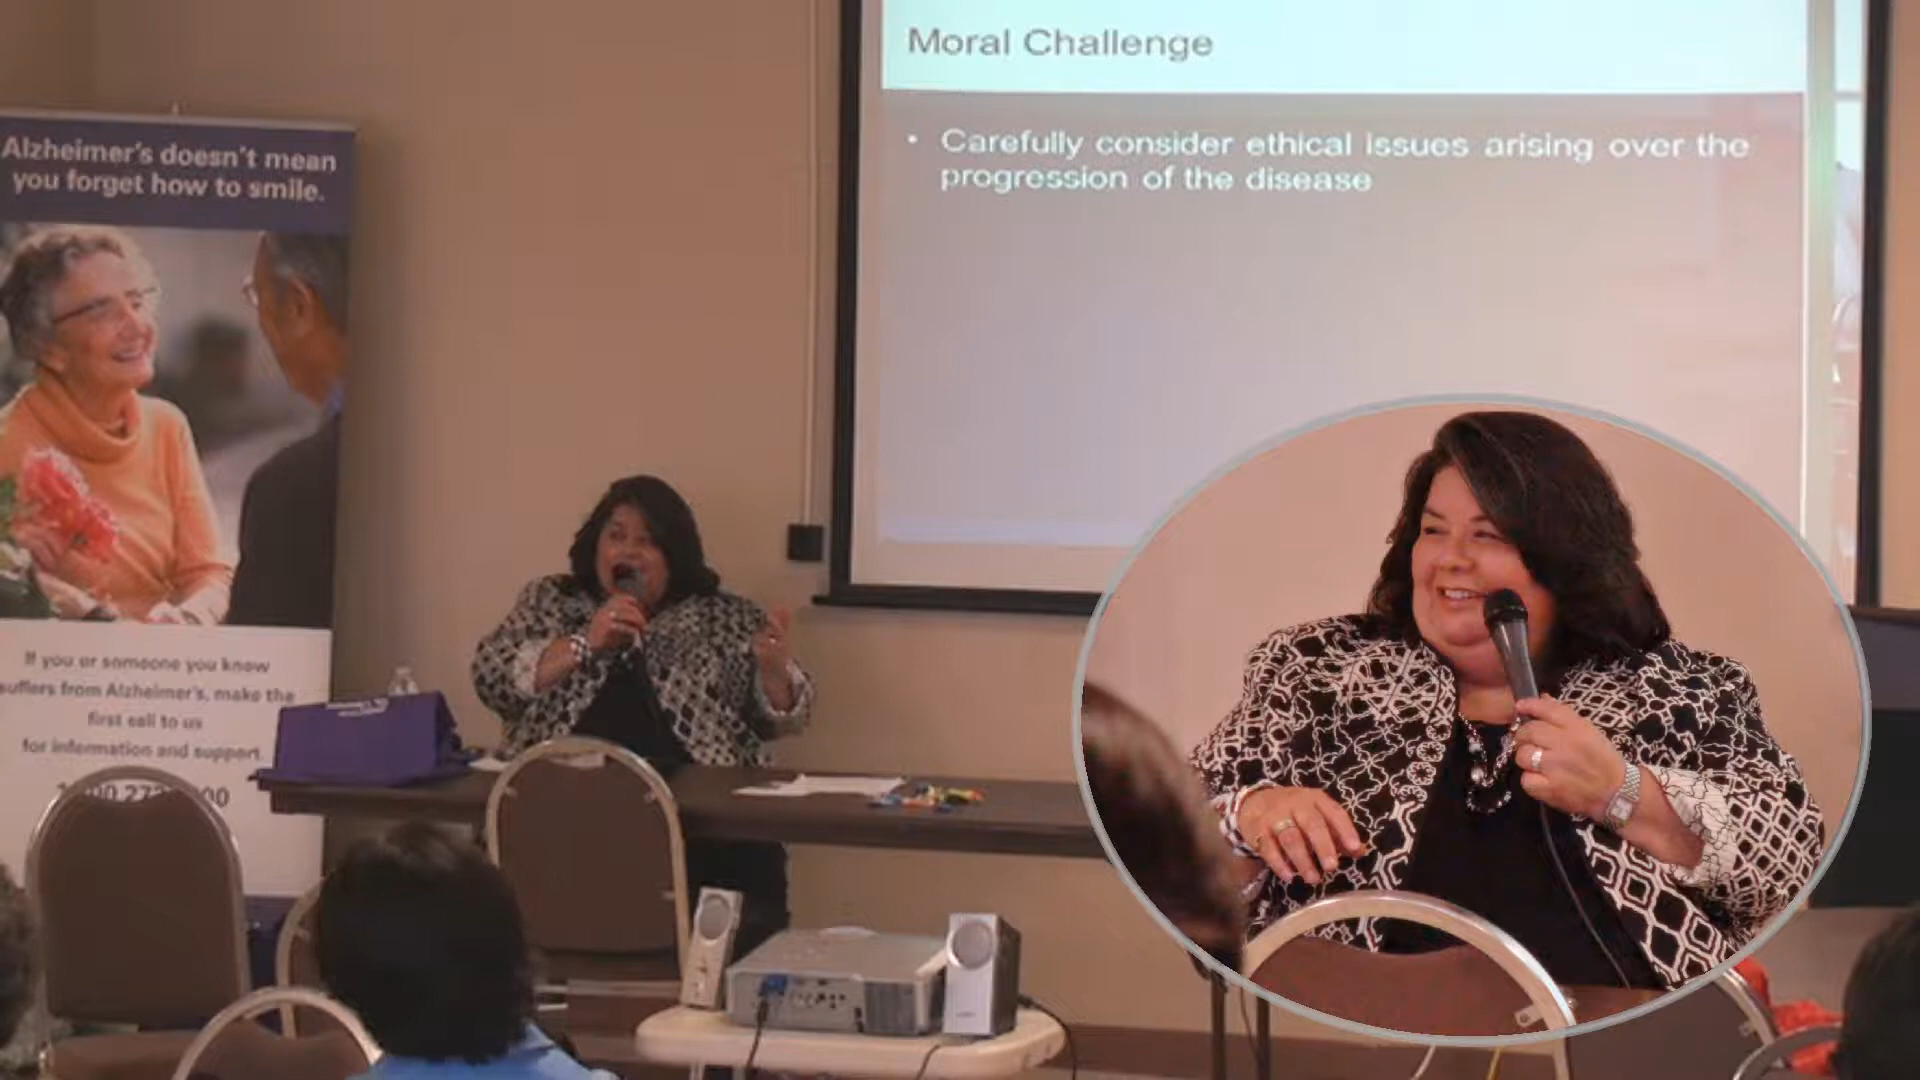 Alzheimer's doesn't mean
you forget how to smile.
If you or someone you know
suffers from Alzheimer's, make the
first call to us
for information and support.
Moral Challenge
• Carefully consider ethical issues arising over the
progression of the disease